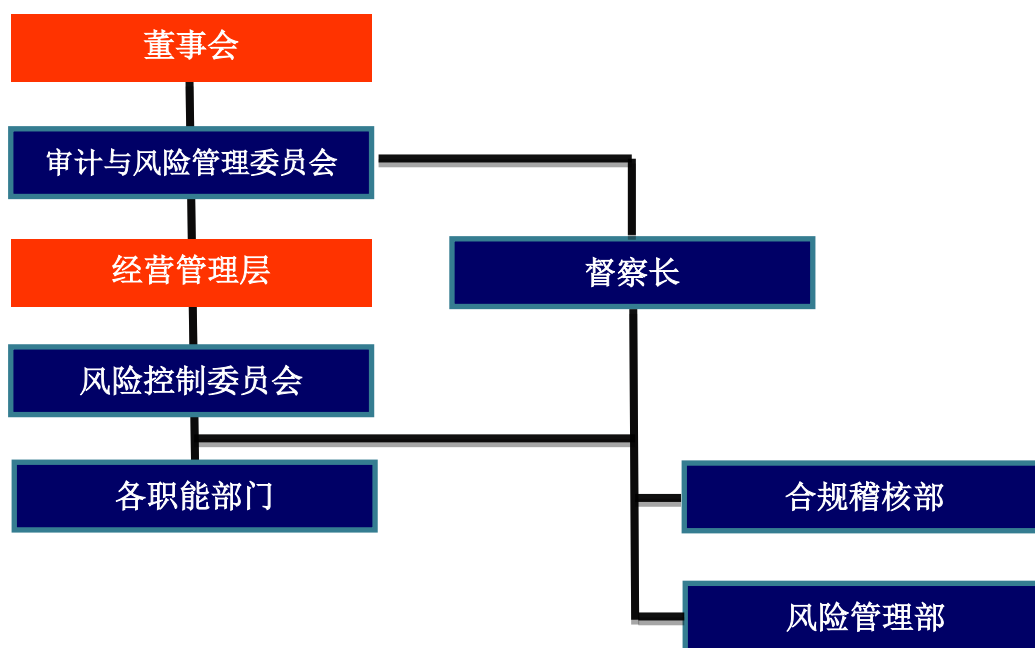 董事会
审计与风险管理委员会
经营管理层
督察长
风险控制委员会
各职能部门
合规稽核部
风险管理部